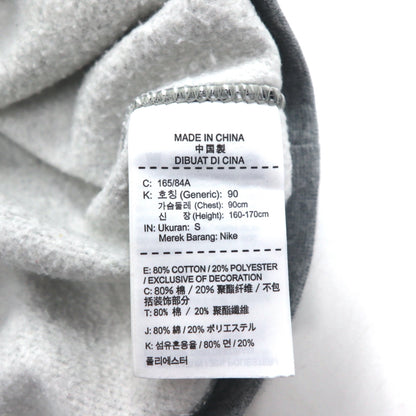 MADE IN CHINA
中国製
DIBUAT DI CINA
C: 165/84A
K: 호칭 (Generic): 90
가슴둘레 (Chest): 90cm
신 장 (Height): 160-170cm
IN: Ukuran: S
Merek Barang: Nike
E: 80% COTTON / 20% POLYESTER
/ EXCLUSIVE OF DECORATION
C: 80% 棉 / 20% 聚酯纤维 / 不包
括装饰部分
T: 80% 棉 / 20% 聚酯纖維
J: 80% 綿 / 20% ポリエステル
K: 섬유혼용율 / 80% 면 / 20%
폴리에스터